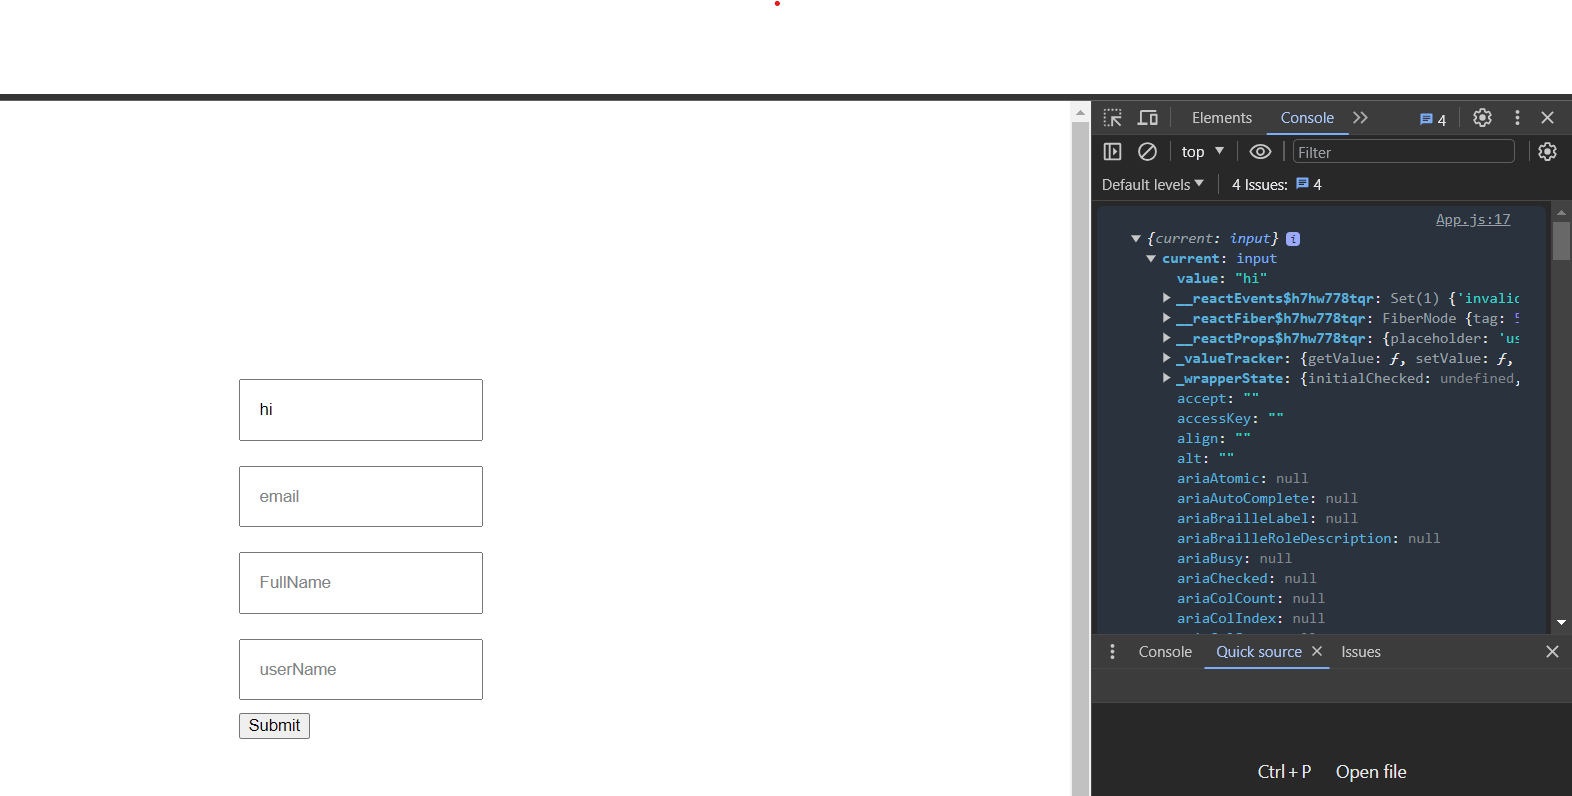 hi
email
FullName
userName
Submit
Elements Console 4
top Filter
Default levels 4 Issues: 4
App.js:17
{current: input} i
current: input
value: "hi"
__reactEvents$h7hw778tqr: Set(1) {'invalid
__reactFiber$h7hw778tqr: FiberNode {tag: 5
__reactProps$h7hw778tqr: {placeholder: 'us
_valueTracker: {getValue: ƒ, setValue: ƒ,
_wrapperState: {initialChecked: undefined,
accept: ""
accessKey: ""
align: ""
alt: ""
ariaAtomic: null
ariaAutoComplete: null
ariaBrailleLabel: null
ariaBrailleRoleDescription: null
ariaBusy: null
ariaChecked: null
ariaColCount: null
ariaColIndex: null
Console Quick source Issues
Ctrl + P Open file